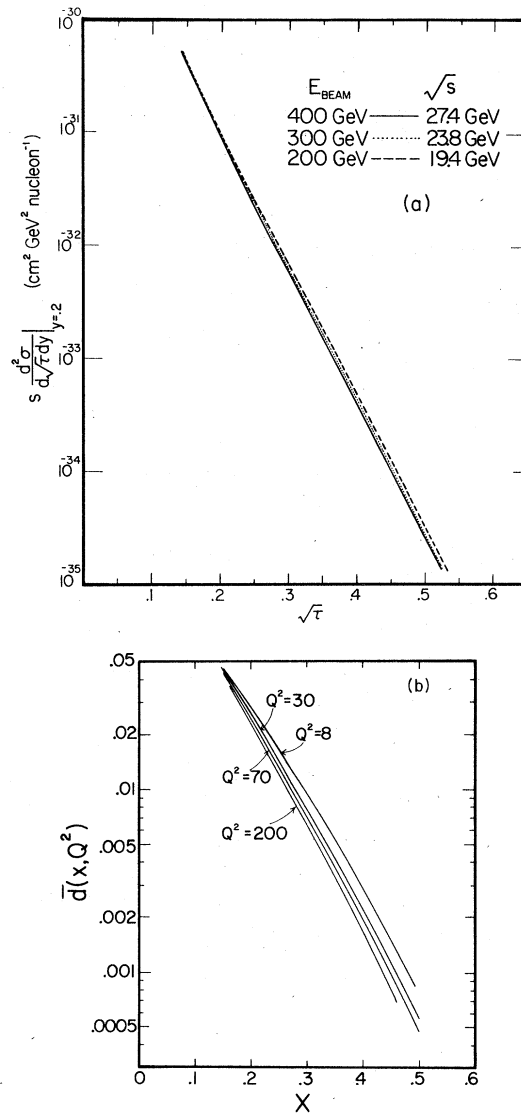 10^-30
10^-31
10^-32
10^-33
10^-34
10^-35
s d²σ/d√τdy|y=.2 (cm² GeV² nucleon⁻¹)
E_BEAM √s
400 GeV 27.4 GeV
300 GeV 23.8 GeV
200 GeV 19.4 GeV
(a)
.1 .2 .3 .4 .5 .6
√τ
.05
.02
.01
.005
.002
.001
.0005
d̄(x,Q²)
(b)
Q²=30
Q²=8
Q²=70
Q²=200
0 .1 .2 .3 .4 .5 .6
X